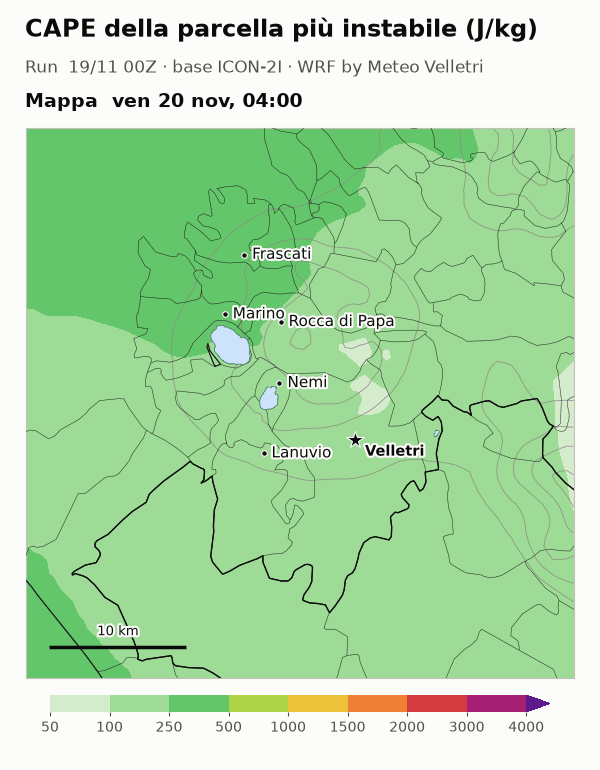 CAPE della parcella più instabile (J/kg)
Run  19/11 00Z · base ICON-2I · WRF by Meteo Velletri
Mappa  ven 20 nov, 04:00
Frascati
Marino
Rocca di Papa
Nemi
Velletri
Lanuvio
10 km
50 100 250 500 1000 1500 2000 3000 4000